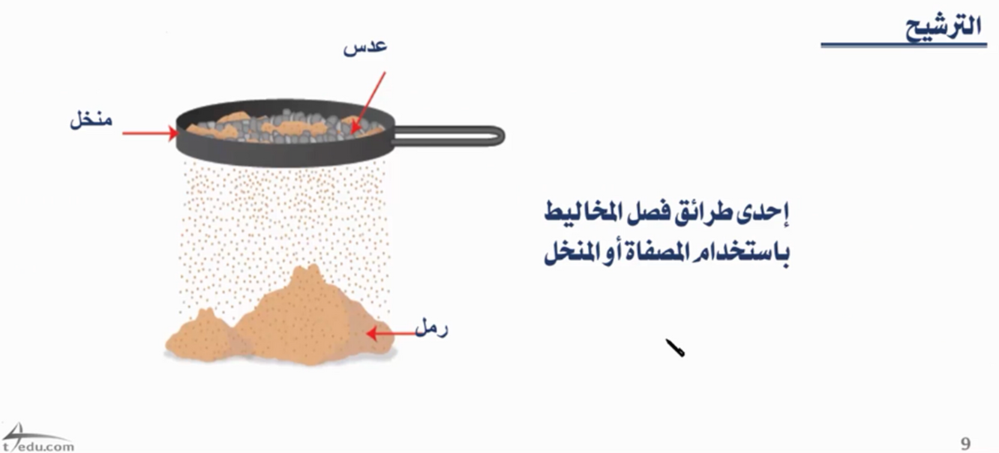 الترشيح
عدس
منخل
إحدى طرائق فصل المخاليط
باستخدام المصفاة أو المنخل
رمل
t4edu.com
9